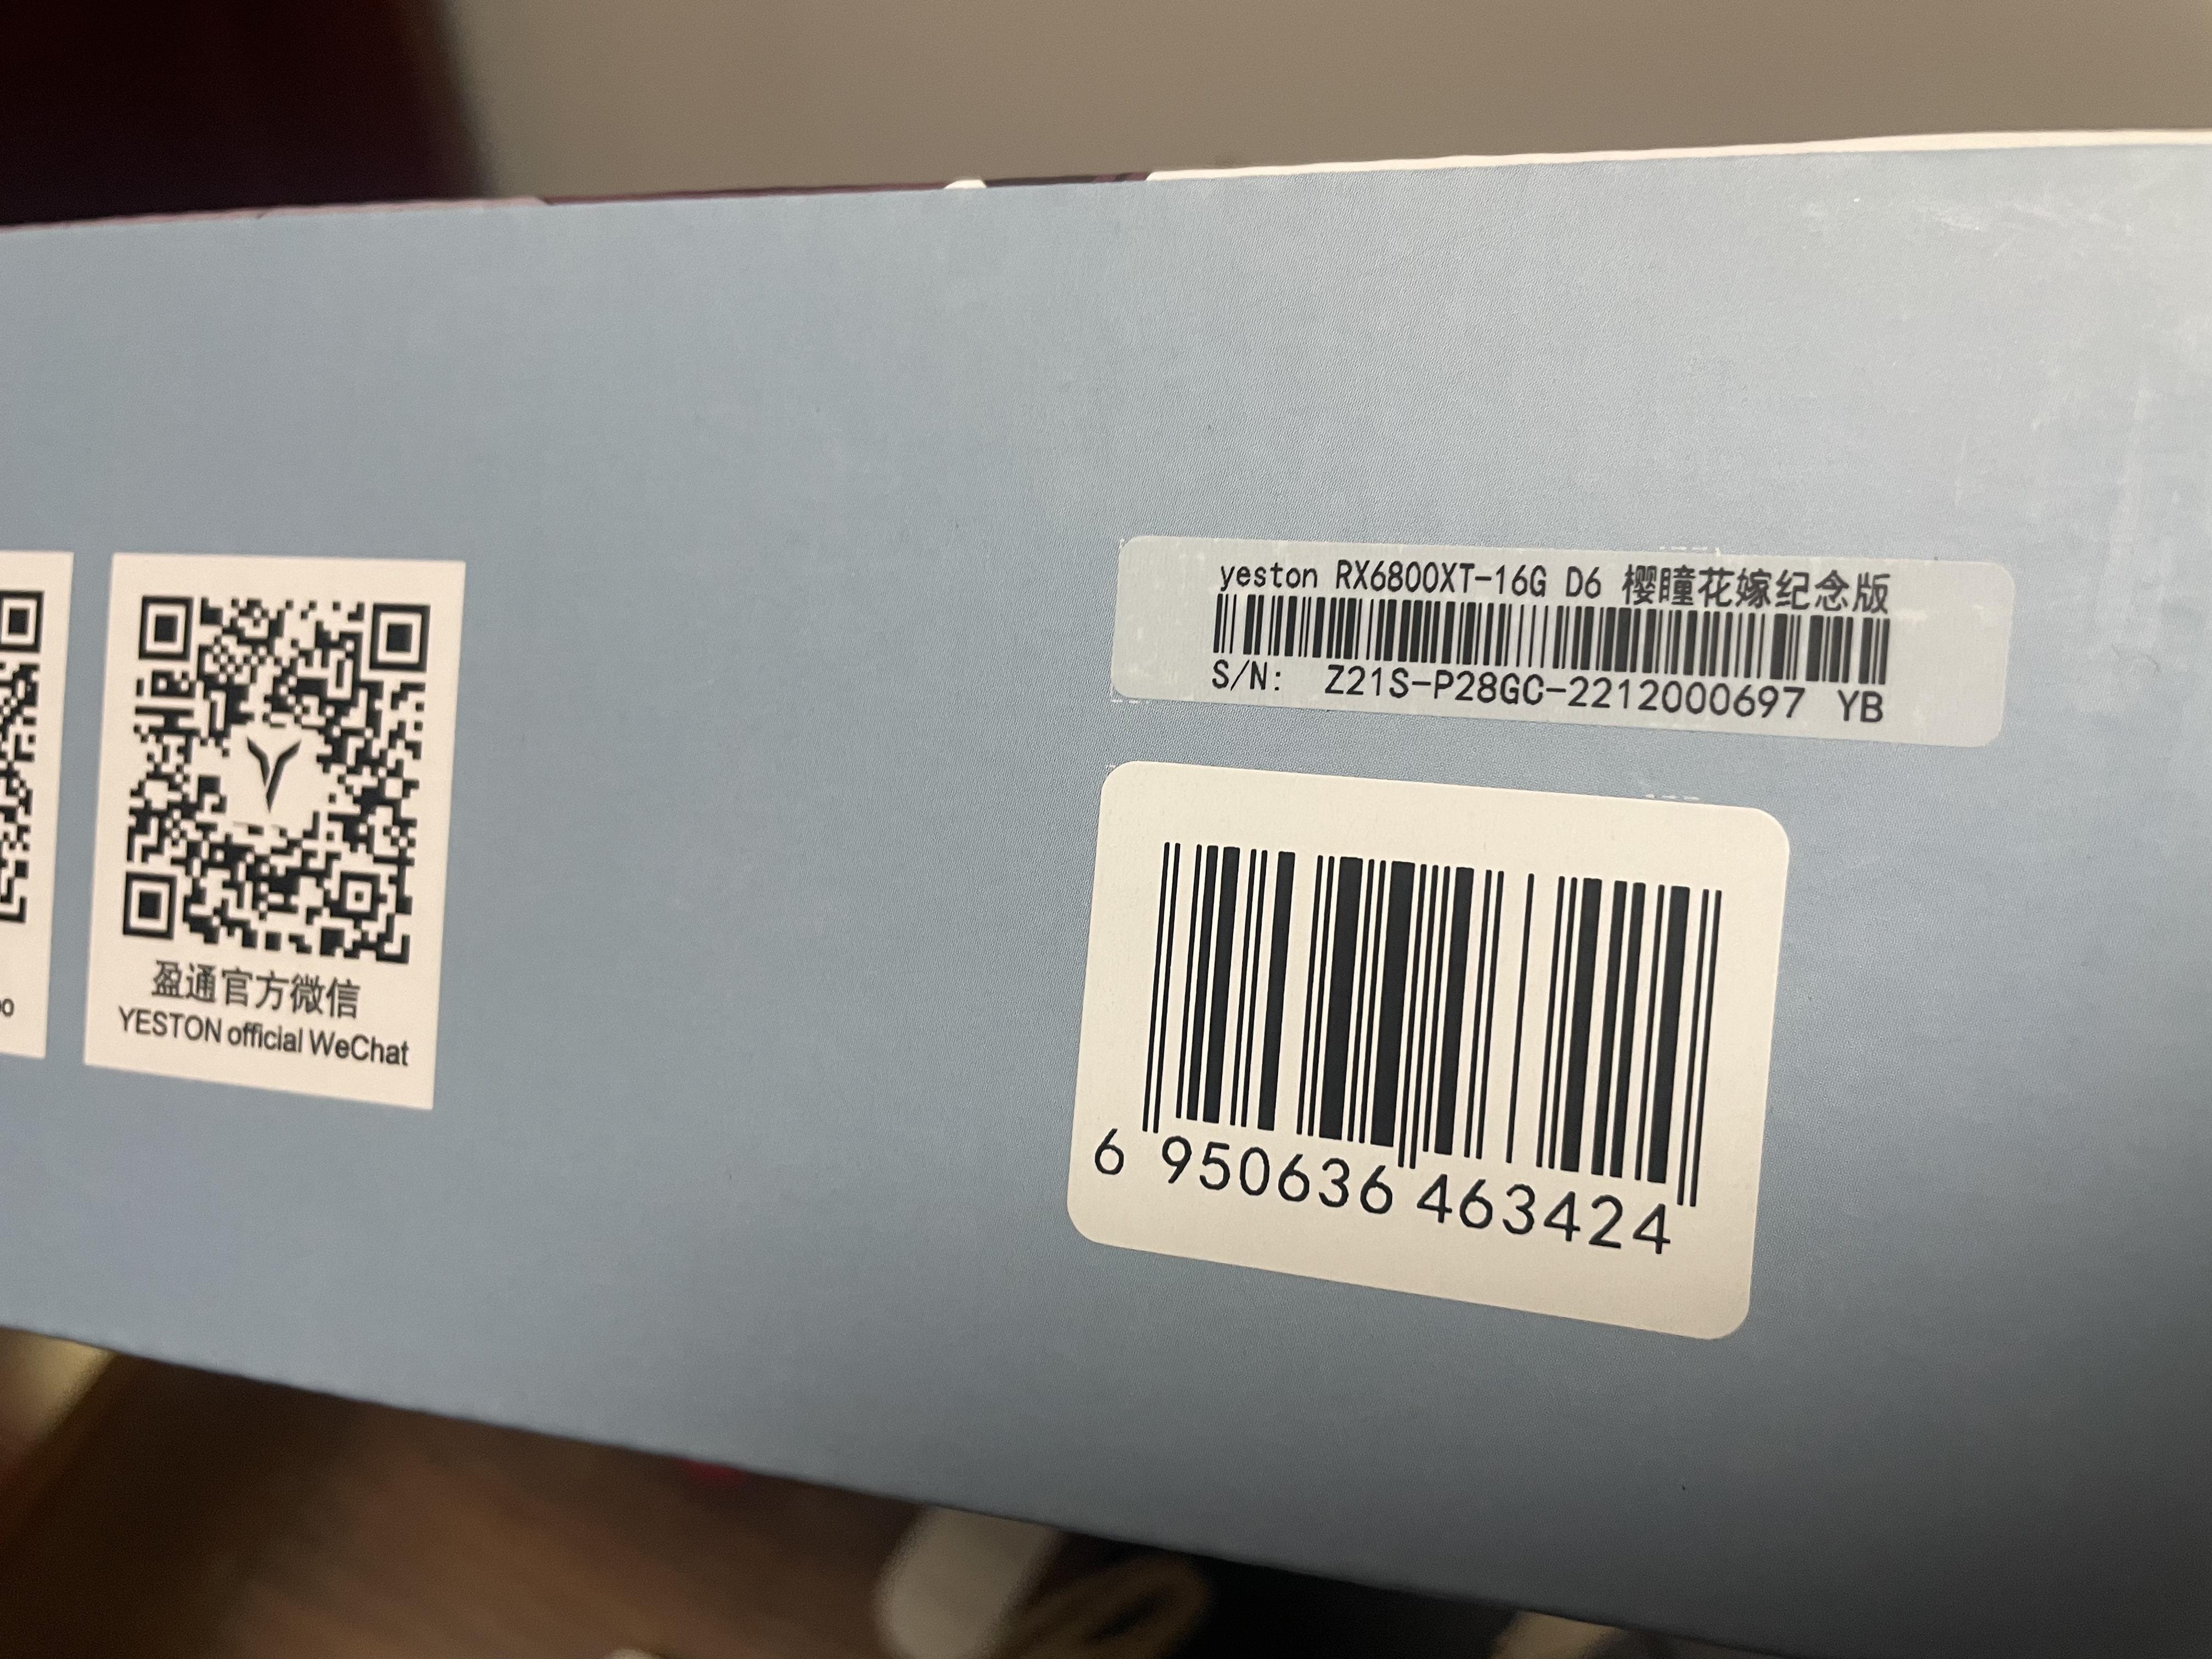 yeston RX6800XT-16G D6 樱瞳花嫁纪念版
S/N: Z21S-P28GC-2212000697 YB
6 950636 463424
盈通官方微信
YESTON official WeChat